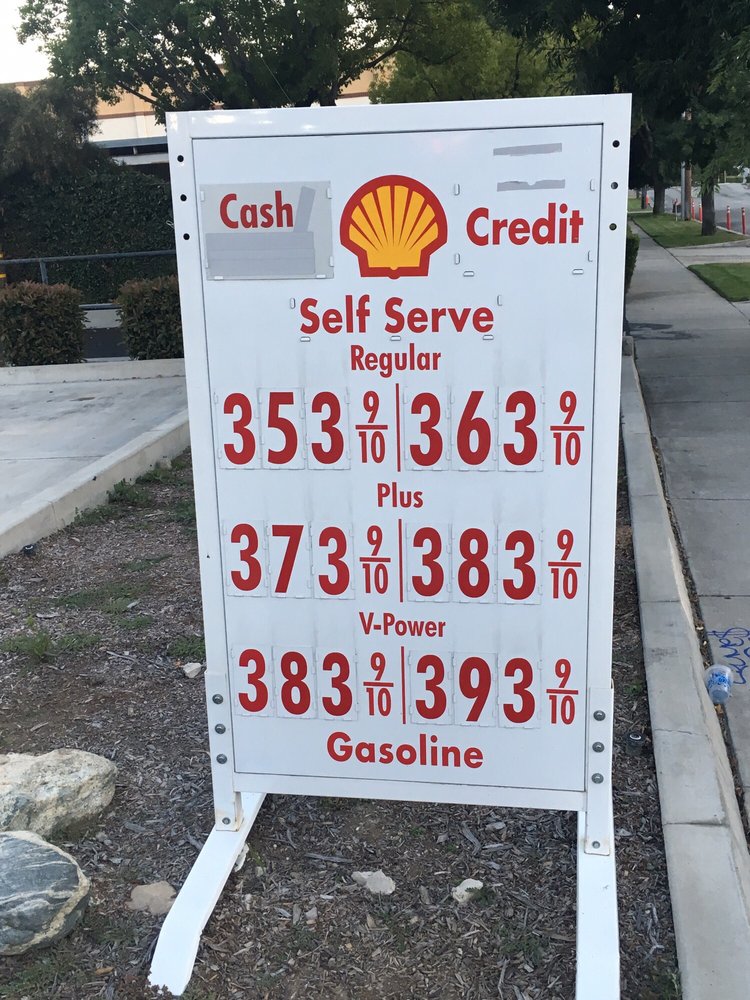 Cash Credit
Self Serve
Regular
353 9/10 363 9/10
Plus
373 9/10 383 9/10
V-Power
383 9/10 393 9/10
Gasoline